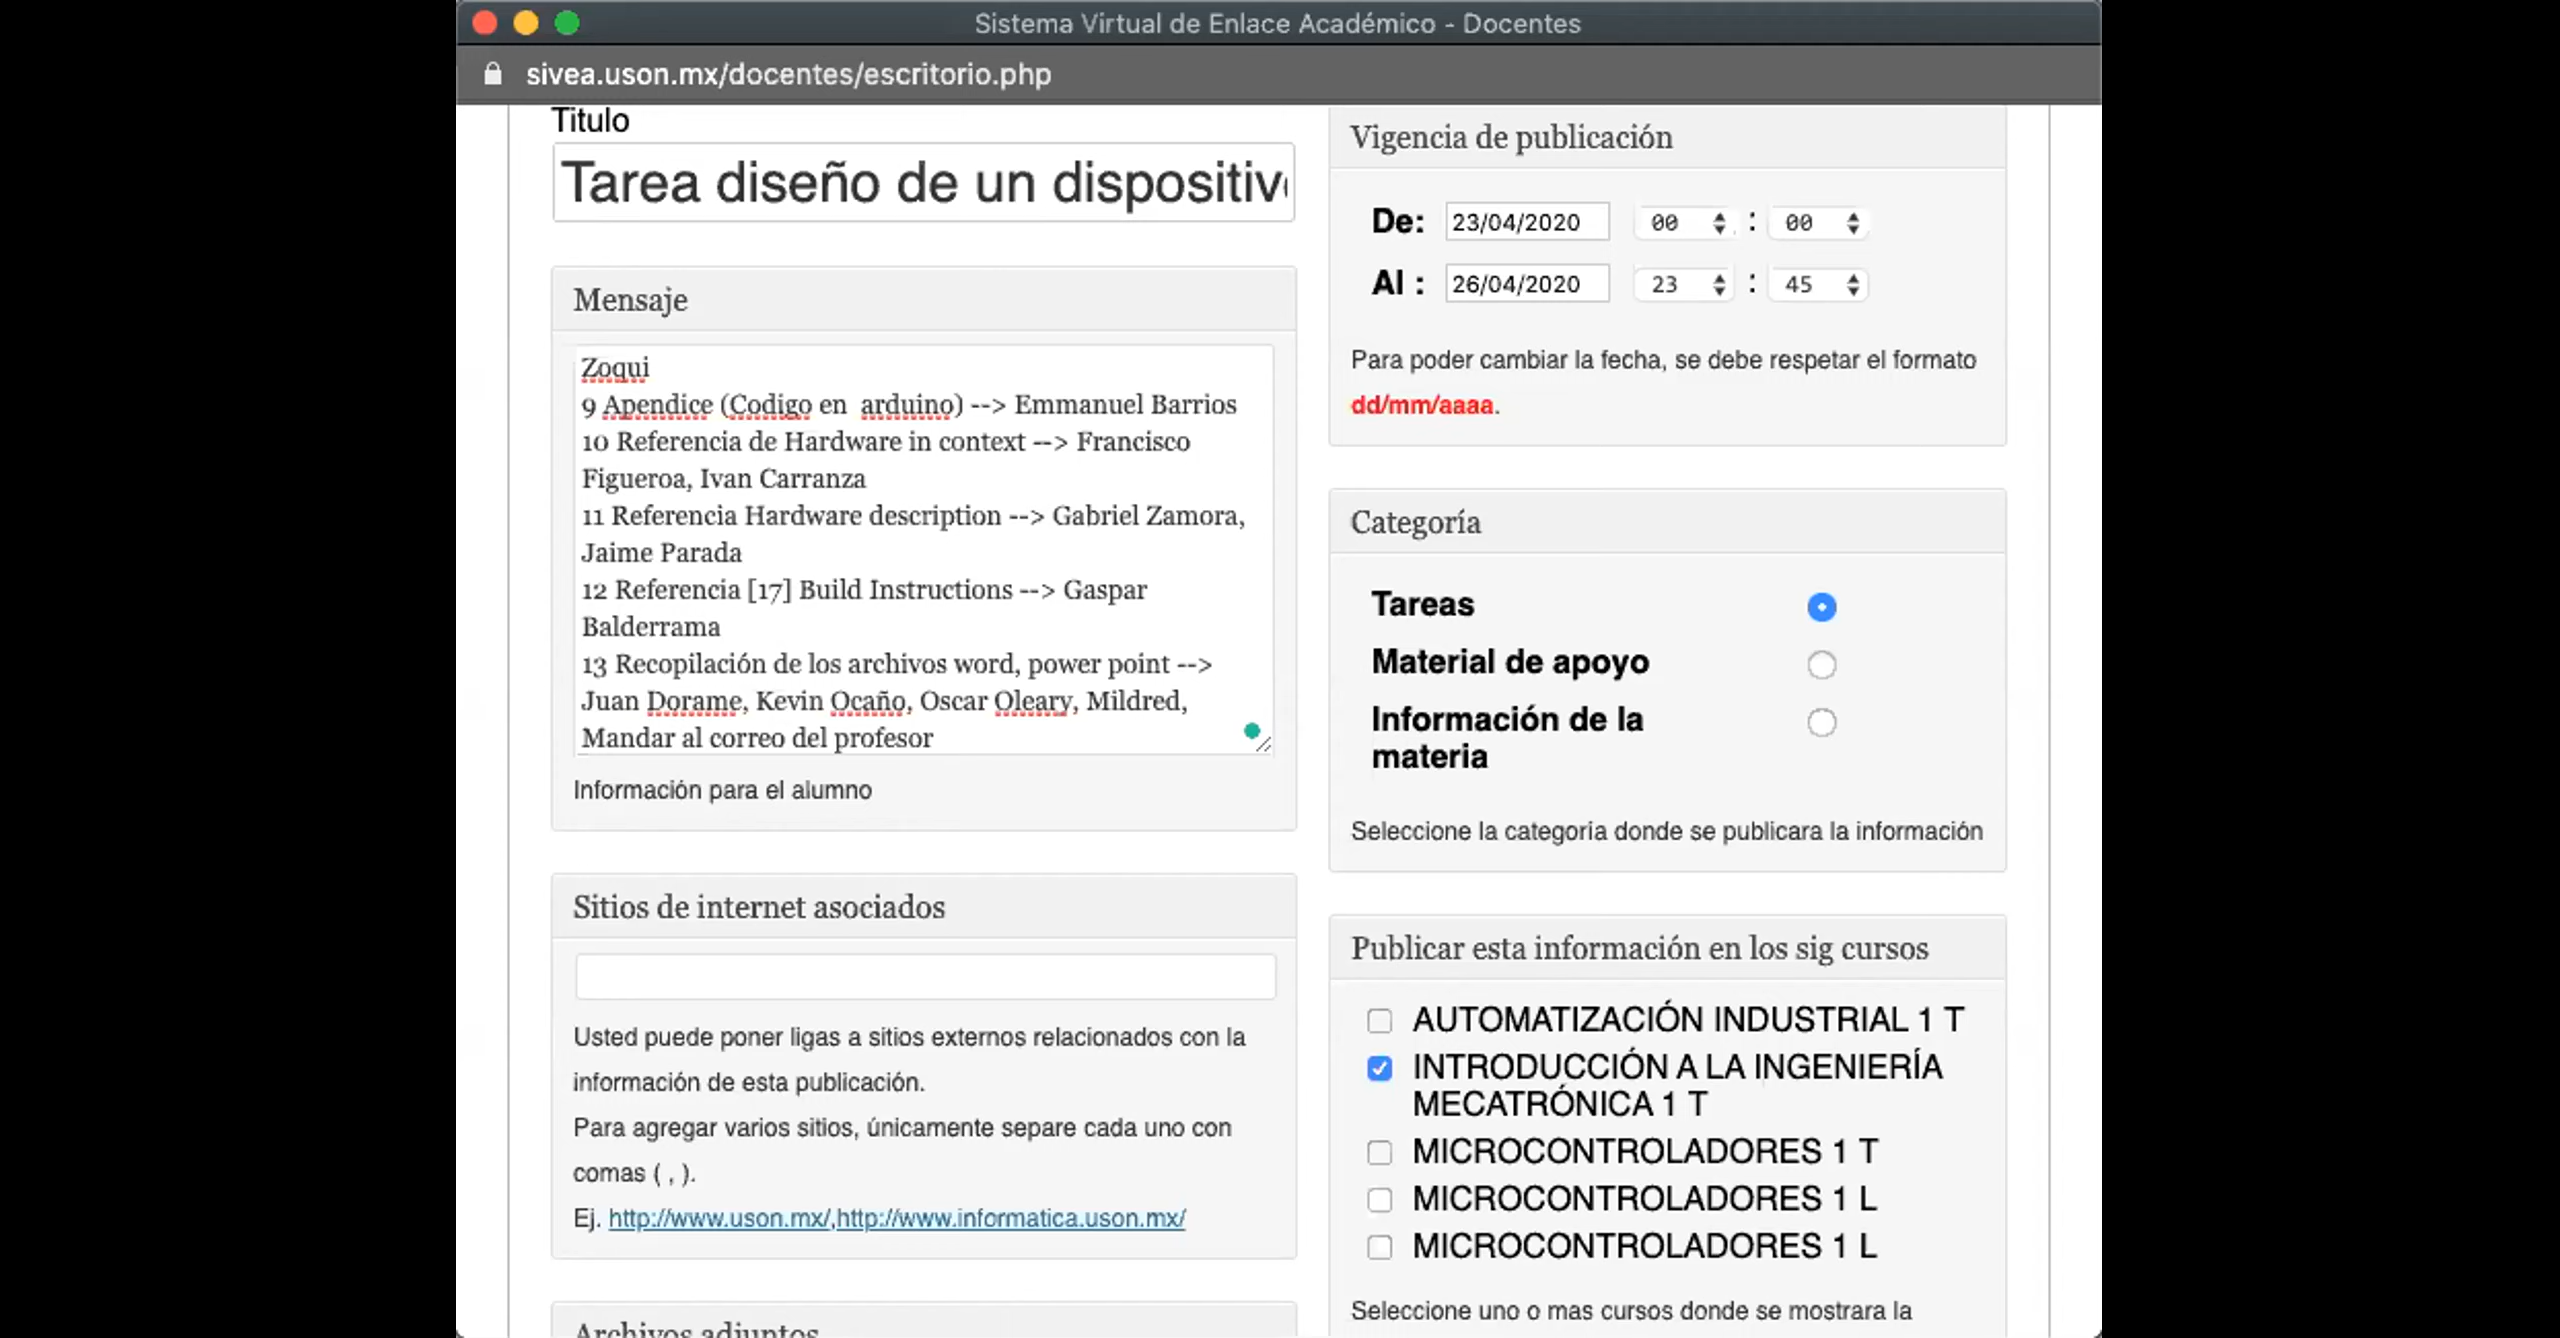 Sistema Virtual de Enlace Académico - Docentes
sivea.uson.mx/docentes/escritorio.php
Titulo
Tarea diseño de un dispositiv
Mensaje
Zoqui
9 Apendice (Codigo en  arduino) --> Emmanuel Barrios
10 Referencia de Hardware in context --> Francisco
Figueroa, Ivan Carranza
11 Referencia Hardware description --> Gabriel Zamora,
Jaime Parada
12 Referencia [17] Build Instructions --> Gaspar
Balderrama
13 Recopilación de los archivos word, power point -->
Juan Dorame, Kevin Ocaño, Oscar Oleary, Mildred,
Mandar al correo del profesor
Información para el alumno
Sitios de internet asociados
Usted puede poner ligas a sitios externos relacionados con la
información de esta publicación.
Para agregar varios sitios, únicamente separe cada uno con
comas ( , ).
Ej. http://www.uson.mx/,http://www.informatica.uson.mx/
Archivos adjuntos
Vigencia de publicación
De: 23/04/2020 00 : 00
Al : 26/04/2020 23 : 45
Para poder cambiar la fecha, se debe respetar el formato
dd/mm/aaaa.
Categoría
Tareas
Material de apoyo
Información de la
materia
Seleccione la categoria donde se publicara la información
Publicar esta información en los sig cursos
AUTOMATIZACIÓN INDUSTRIAL 1 T
INTRODUCCIÓN A LA INGENIERÍA
MECATRÓNICA 1 T
MICROCONTROLADORES 1 T
MICROCONTROLADORES 1 L
MICROCONTROLADORES 1 L
Seleccione uno o mas cursos donde se mostrara la